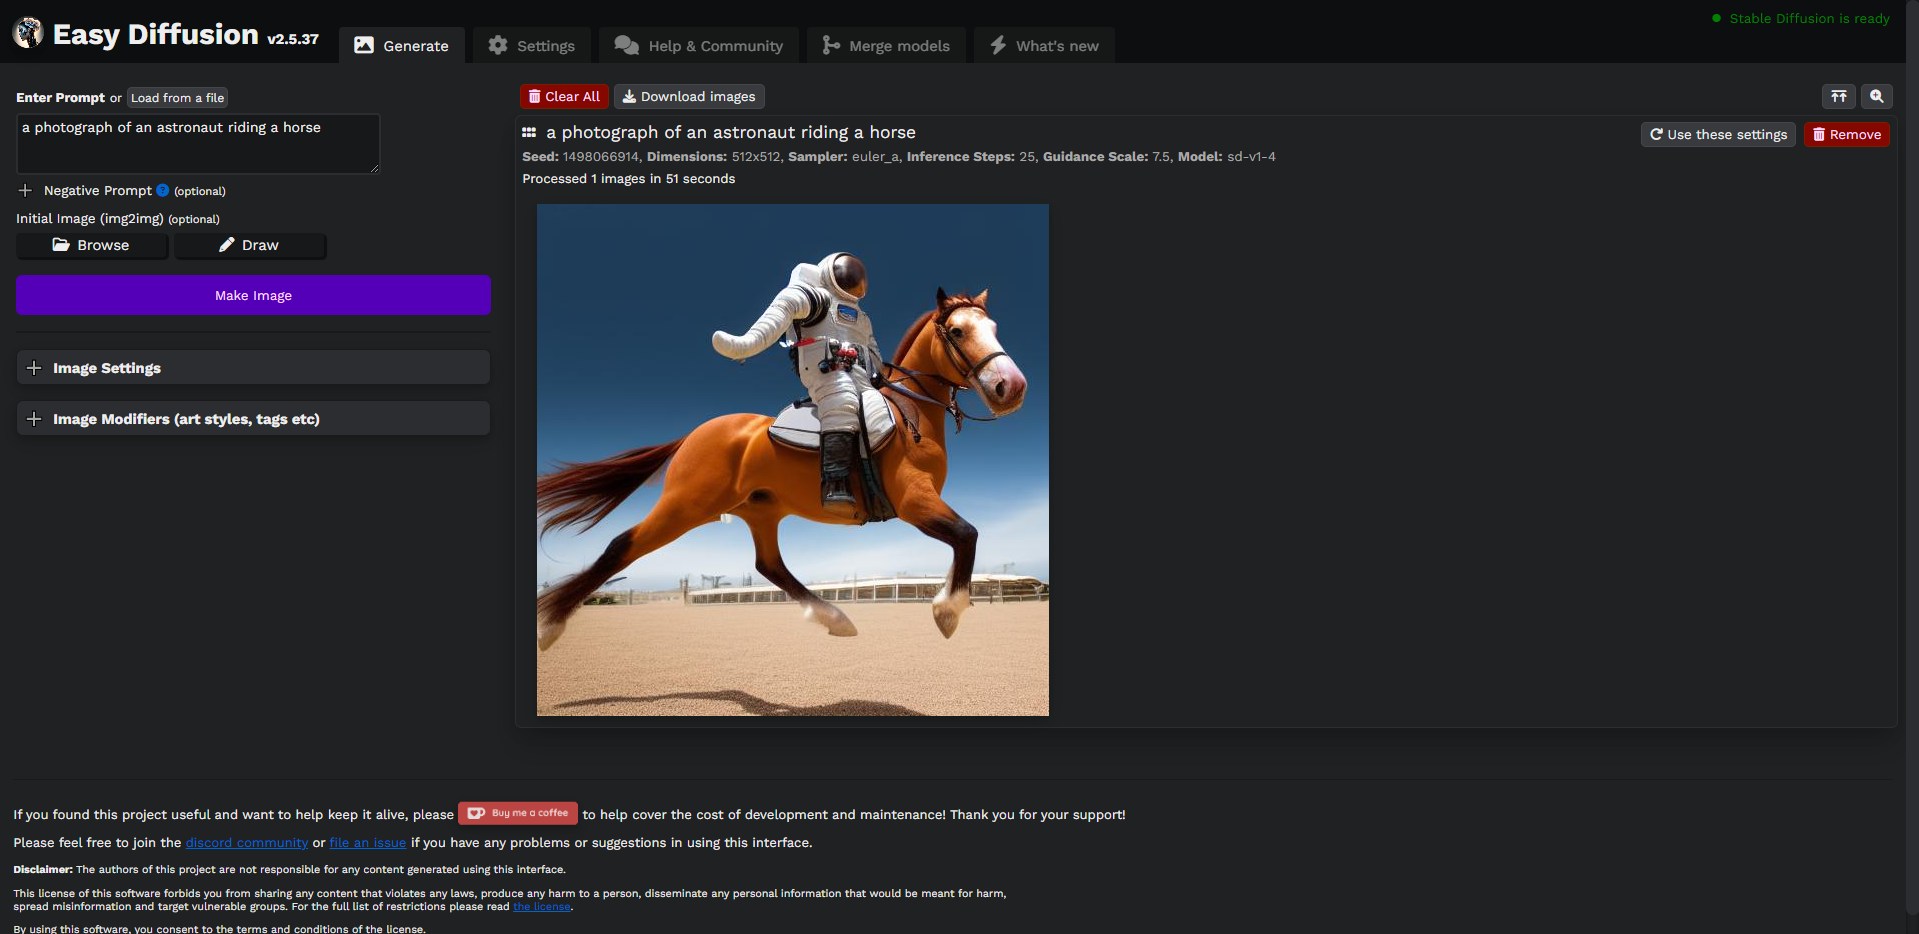 Easy Diffusion v2.5.37
Generate
Settings
Help & Community
Merge models
What's new
Stable Diffusion is ready
Enter Prompt or Load from a file
a photograph of an astronaut riding a horse
Negative Prompt ? (optional)
Initial Image (img2img) (optional)
Browse
Draw
Make Image
Image Settings
Image Modifiers (art styles, tags etc)
Clear All
Download images
a photograph of an astronaut riding a horse
Use these settings
Remove
Seed: 1498066914, Dimensions: 512x512, Sampler: euler_a, Inference Steps: 25, Guidance Scale: 7.5, Model: sd-v1-4
Processed 1 images in 51 seconds
If you found this project useful and want to help keep it alive, please Buy me a coffee to help cover the cost of development and maintenance! Thank you for your support!
Please feel free to join the discord community or file an issue if you have any problems or suggestions in using this interface.
Disclaimer: The authors of this project are not responsible for any content generated using this interface.
This license of this software forbids you from sharing any content that violates any laws, produce any harm to a person, disseminate any personal information that would be meant for harm,
spread misinformation and target vulnerable groups. For the full list of restrictions please read the license.
By using this software, you consent to the terms and conditions of the license.